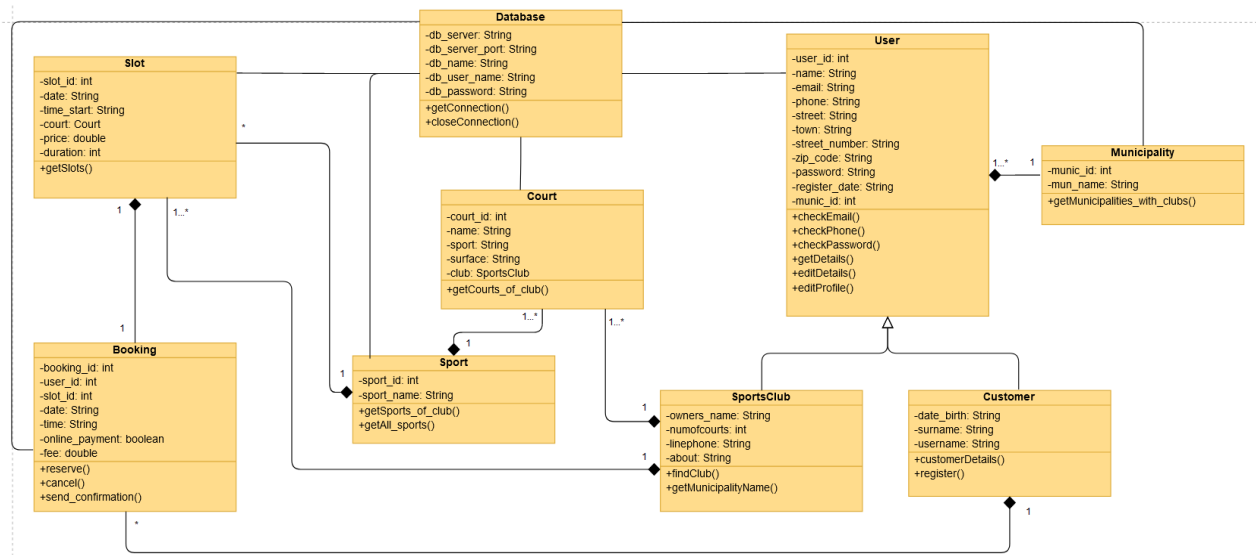 Database
-db_server: String
-db_server_port: String
-db_name: String
-db_user_name: String
-db_password: String
+getConnection()
+closeConnection()
User
-user_id: int
-name: String
-email: String
-phone: String
-street: String
-town: String
-street_number: String
-zip_code: String
-password: String
-register_date: String
-munic_id: int
+checkEmail()
+checkPhone()
+checkPassword()
+getDetails()
+editDetails()
+editProfile()
Slot
-slot_id: int
-date: String
-time_start: String
-court: Court
-price: double
-duration: int
+getSlots()
*
1
1...*
1...*
1
Municipality
-munic_id: int
-mun_name: String
+getMunicipalities_with_clubs()
Court
-court_id: int
-name: String
-sport: String
-surface: String
-club: SportsClub
+getCourts_of_club()
1...*
1...*
1
1
1
Booking
-booking_id: int
-user_id: int
-slot_id: int
-date: String
-time: String
-online_payment: boolean
-fee: double
+reserve()
+cancel()
+send_confirmation()
*
Sport
-sport_id: int
-sport_name: String
+getSports_of_club()
+getAll_sports()
1
1
SportsClub
-owners_name: String
-numofcourts: int
-linephone: String
-about: String
+findClub()
+getMunicipalityName()
Customer
-date_birth: String
-surname: String
-username: String
+customerDetails()
+register()
1